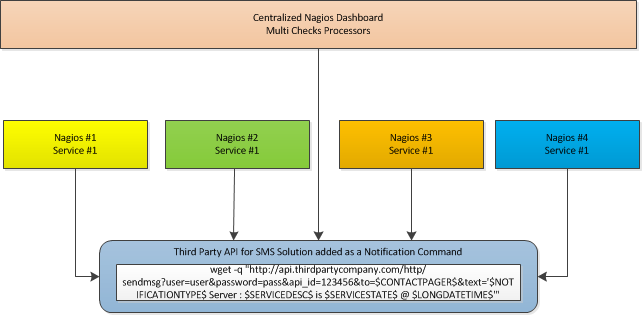 Centralized Nagios Dashboard
Multi Checks Processors
Nagios #1
Service #1
Nagios #2
Service #1
Nagios #3
Service #1
Nagios #4
Service #1
Third Party API for SMS Solution added as a Notification Command
wget -q "http://api.thirdpartycompany.com/http/
sendmsg?user=user&password=pass&api_id=123456&to=$CONTACTPAGER$&text='$NOT
IFICATIONTYPE$ Server : $SERVICEDESC$ is $SERVICESTATE$ @ $LONGDATETIME$'"